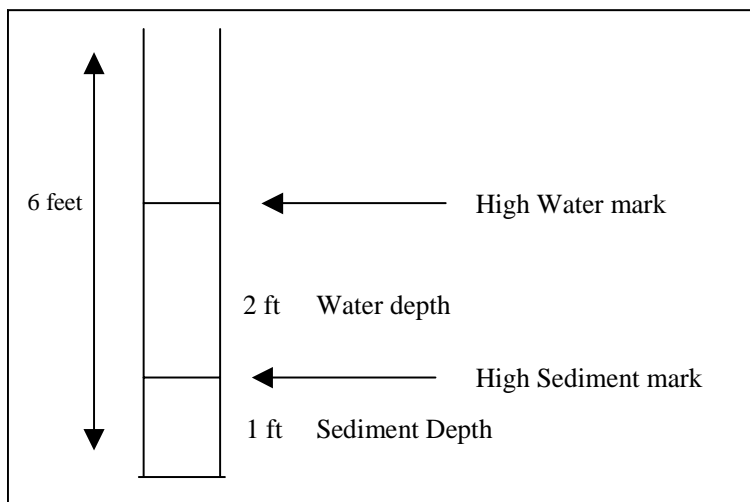 6 feet
High Water mark
2 ft Water depth
High Sediment mark
1 ft Sediment Depth